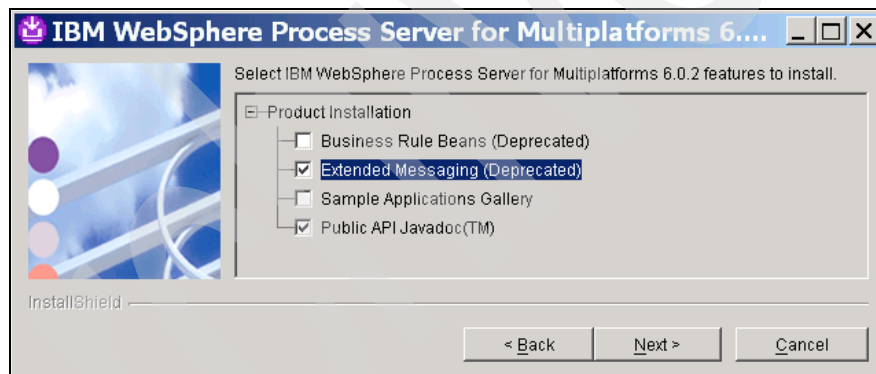 IBM WebSphere Process Server for Multiplatforms 6....
Select IBM WebSphere Process Server for Multiplatforms 6.0.2 features to install.
Product Installation
Business Rule Beans (Deprecated)
Extended Messaging (Deprecated)
Sample Applications Gallery
Public API Javadoc(TM)
InstallShield
< Back
Next >
Cancel